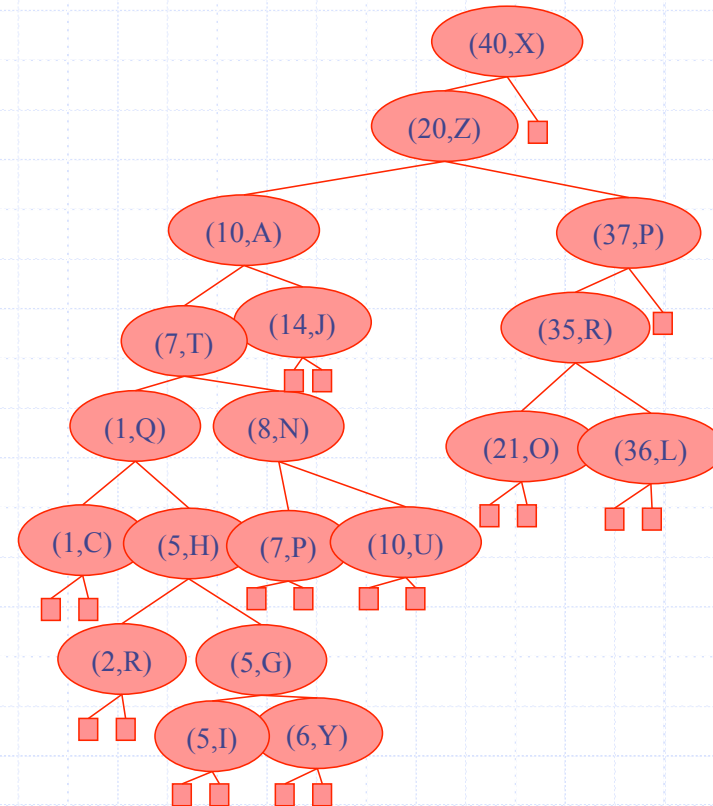 (40,X)
(20,Z)
(10,A)
(37,P)
(14,J)
(35,R)
(7,T)
(1,Q)
(8,N)
(21,O)
(36,L)
(1,C)
(5,H)
(7,P)
(10,U)
(2,R)
(5,G)
(5,I)
(6,Y)